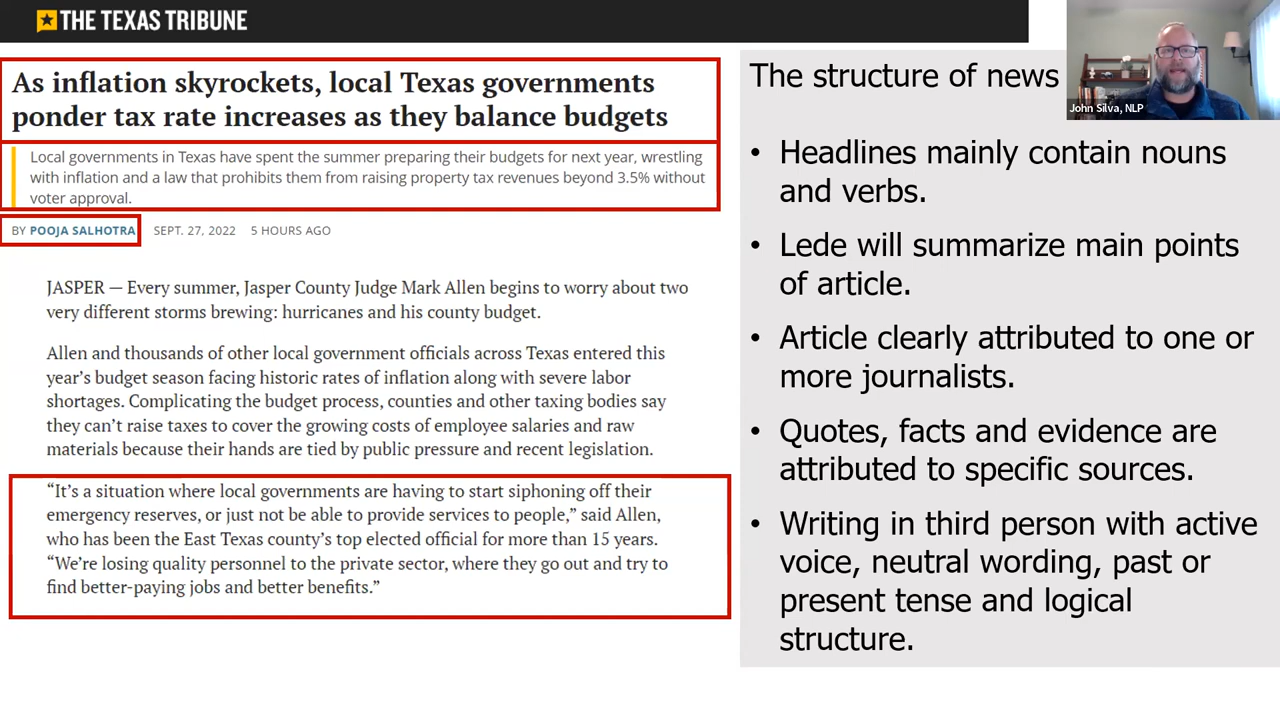 THE TEXAS TRIBUNE
As inflation skyrockets, local Texas governments
ponder tax rate increases as they balance budgets
Local governments in Texas have spent the summer preparing their budgets for next year, wrestling
with inflation and a law that prohibits them from raising property tax revenues beyond 3.5% without
voter approval.
BY POOJA SALHOTRA SEPT. 27, 2022 5 HOURS AGO
JASPER — Every summer, Jasper County Judge Mark Allen begins to worry about two
very different storms brewing: hurricanes and his county budget.
Allen and thousands of other local government officials across Texas entered this
year’s budget season facing historic rates of inflation along with severe labor
shortages. Complicating the budget process, counties and other taxing bodies say
they can’t raise taxes to cover the growing costs of employee salaries and raw
materials because their hands are tied by public pressure and recent legislation.
“It’s a situation where local governments are having to start siphoning off their
emergency reserves, or just not be able to provide services to people,” said Allen,
who has been the East Texas county’s top elected official for more than 15 years.
“We’re losing quality personnel to the private sector, where they go out and try to
find better-paying jobs and better benefits.”
The structure of news
John Silva, NLP
• Headlines mainly contain nouns
and verbs.
• Lede will summarize main points
of article.
• Article clearly attributed to one or
more journalists.
• Quotes, facts and evidence are
attributed to specific sources.
• Writing in third person with active
voice, neutral wording, past or
present tense and logical
structure.